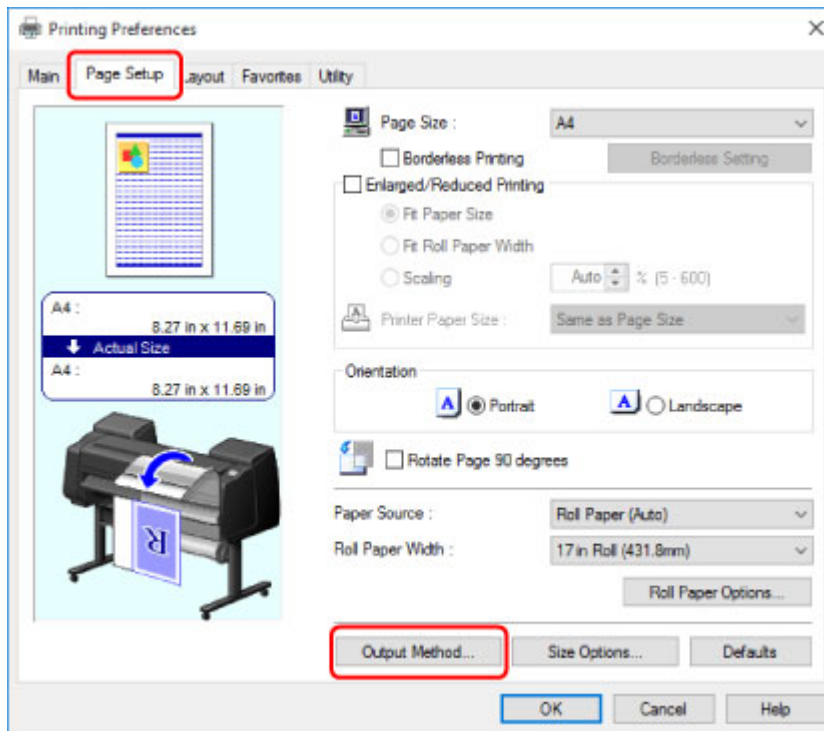 Printing Preferences
Main Page Setup ayout Favorites Utility
Page Size : A4
Borderless Printing Borderless Setting
Enlarged/Reduced Printing
Fit Paper Size
Fit Roll Paper Width
Scaling Auto % (5 - 600)
Printer Paper Size : Same as Page Size
A4 :
8.27 in x 11.69 in
Actual Size
A4 :
8.27 in x 11.69 in
Orientation
A Portrait A Landscape
Rotate Page 90 degrees
R
Paper Source : Roll Paper (Auto)
Roll Paper Width : 17 in Roll (431.8mm)
Roll Paper Options...
Output Method... Size Options... Defaults
OK Cancel Help